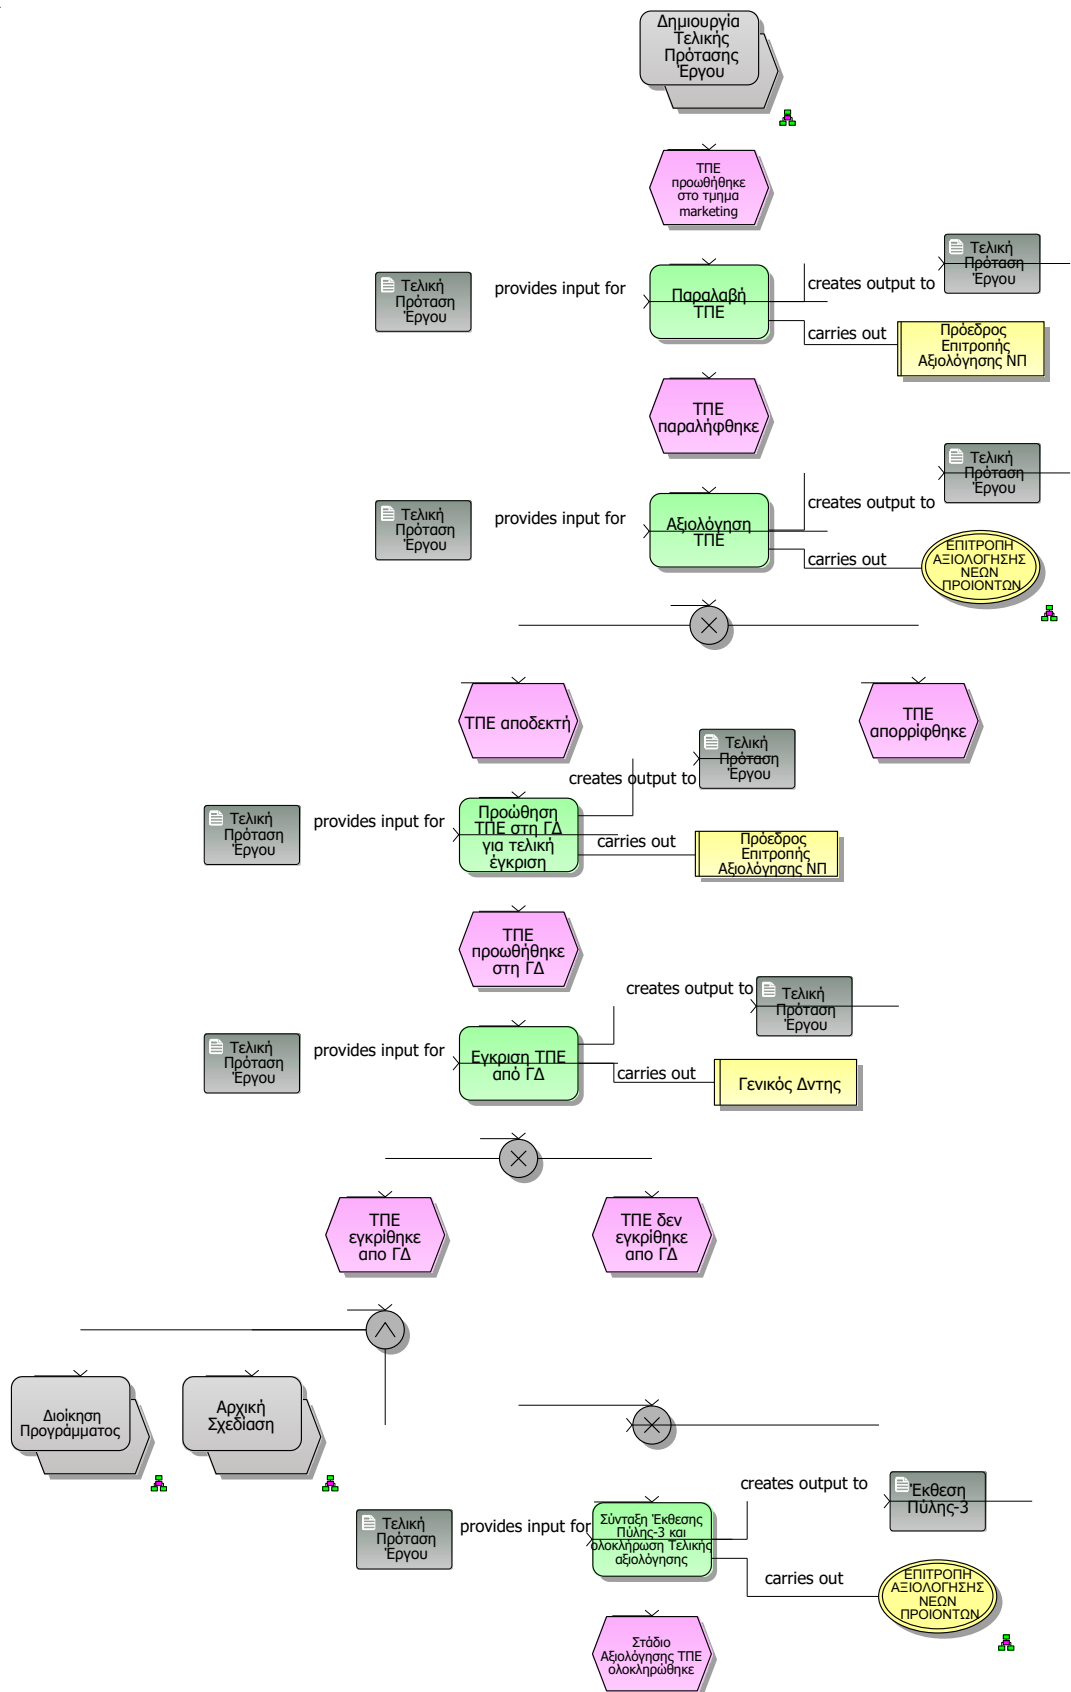 Δημιουργία
Τελικής
Πρότασης
Έργου
ΤΠΕ
προωθήθηκε
στο τμημα
marketing
Τελική
Πρόταση
Έργου
provides input for
Παραλαβή
ΤΠΕ
creates output to
Τελική
Πρόταση
Έργου
carries out
Πρόεδρος
Επιτροπής
Αξιολόγησης ΝΠ
ΤΠΕ
παραλήφθηκε
Τελική
Πρόταση
Έργου
provides input for
Αξιολόγηση
ΤΠΕ
creates output to
Τελική
Πρόταση
Έργου
carries out
ΕΠΙΤΡΟΠΗ
ΑΞΙΟΛΟΓΗΣΗΣ
ΝΕΩΝ
ΠΡΟΙΟΝΤΩΝ
ΤΠΕ αποδεκτή
ΤΠΕ
απορρίφθηκε
Τελική
Πρόταση
Έργου
provides input for
Προώθηση
ΤΠΕ στη ΓΔ
για τελική
έγκριση
creates output to
Τελική
Πρόταση
Έργου
carries out
Πρόεδρος
Επιτροπής
Αξιολόγησης ΝΠ
ΤΠΕ
προωθήθηκε
στη ΓΔ
Τελική
Πρόταση
Έργου
provides input for
Εγκριση ΤΠΕ
από ΓΔ
creates output to
Τελική
Πρόταση
Έργου
carries out
Γενικός Δντης
ΤΠΕ
εγκρίθηκε
απο ΓΔ
ΤΠΕ δεν
εγκρίθηκε
απο ΓΔ
Διοίκηση
Προγράμματος
Αρχική
Σχεδίαση
Τελική
Πρόταση
Έργου
provides input for
Σύνταξη Έκθεσης
Πύλης-3 και
ολοκλήρωση Τελικής
αξιολόγησης
creates output to
Έκθεση
Πύλης-3
carries out
ΕΠΙΤΡΟΠΗ
ΑΞΙΟΛΟΓΗΣΗΣ
ΝΕΩΝ
ΠΡΟΙΟΝΤΩΝ
Στάδιο
Αξιολόγησης ΤΠΕ
ολοκληρώθηκε